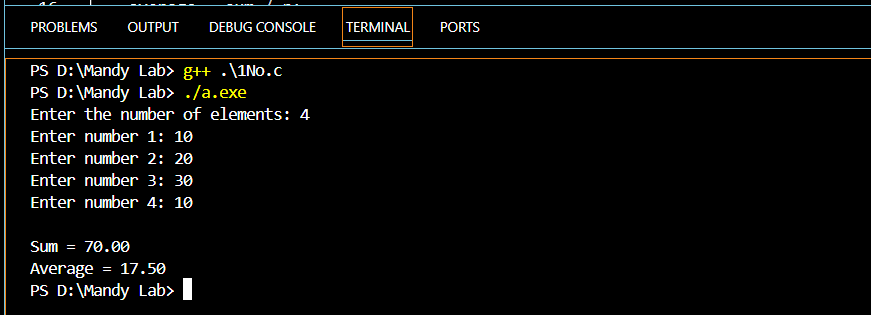 PROBLEMS OUTPUT DEBUG CONSOLE TERMINAL PORTS
PS D:\Mandy Lab> g++ .\1No.c
PS D:\Mandy Lab> ./a.exe
Enter the number of elements: 4
Enter number 1: 10
Enter number 2: 20
Enter number 3: 30
Enter number 4: 10
Sum = 70.00
Average = 17.50
PS D:\Mandy Lab>